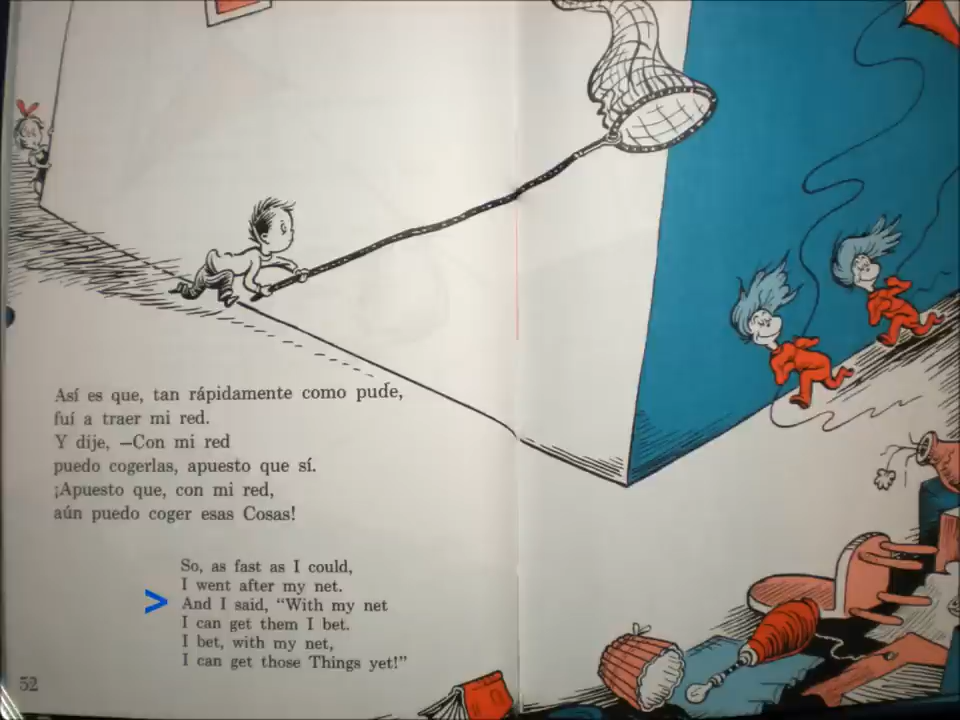 Así es que, tan rápidamente como pude,
fuí a traer mi red.
Y dije, —Con mi red
puedo cogerlas, apuesto que sí.
¡Apuesto que, con mi red,
aún puedo coger esas Cosas!
So, as fast as I could,
I went after my net.
> And I said, “With my net
I can get them I bet.
I bet, with my net,
I can get those Things yet!”
52